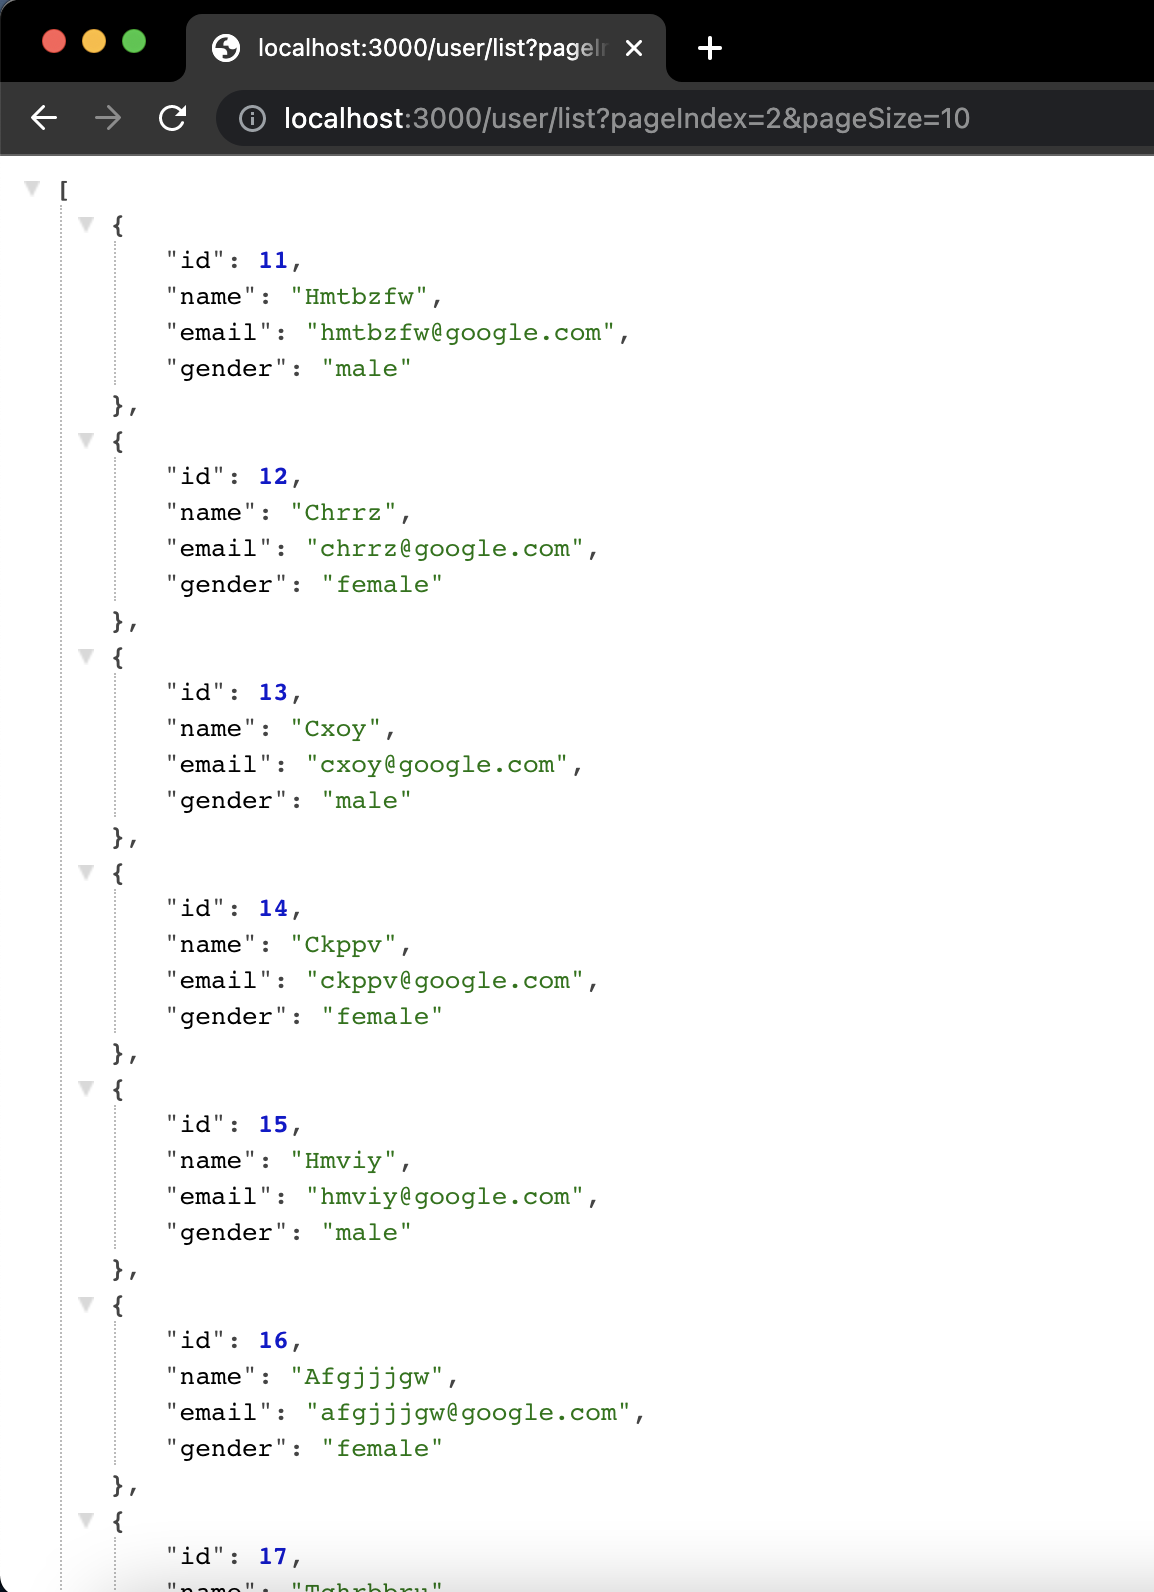 localhost:3000/user/list?pageIn
localhost:3000/user/list?pageIndex=2&pageSize=10
[
{
"id": 11,
"name": "Hmtbzfw",
"email": "hmtbzfw@google.com",
"gender": "male"
},
{
"id": 12,
"name": "Chrrz",
"email": "chrrz@google.com",
"gender": "female"
},
{
"id": 13,
"name": "Cxoy",
"email": "cxoy@google.com",
"gender": "male"
},
{
"id": 14,
"name": "Ckppv",
"email": "ckppv@google.com",
"gender": "female"
},
{
"id": 15,
"name": "Hmviy",
"email": "hmviy@google.com",
"gender": "male"
},
{
"id": 16,
"name": "Afgjjjgw",
"email": "afgjjjgw@google.com",
"gender": "female"
},
{
"id": 17,
"name":